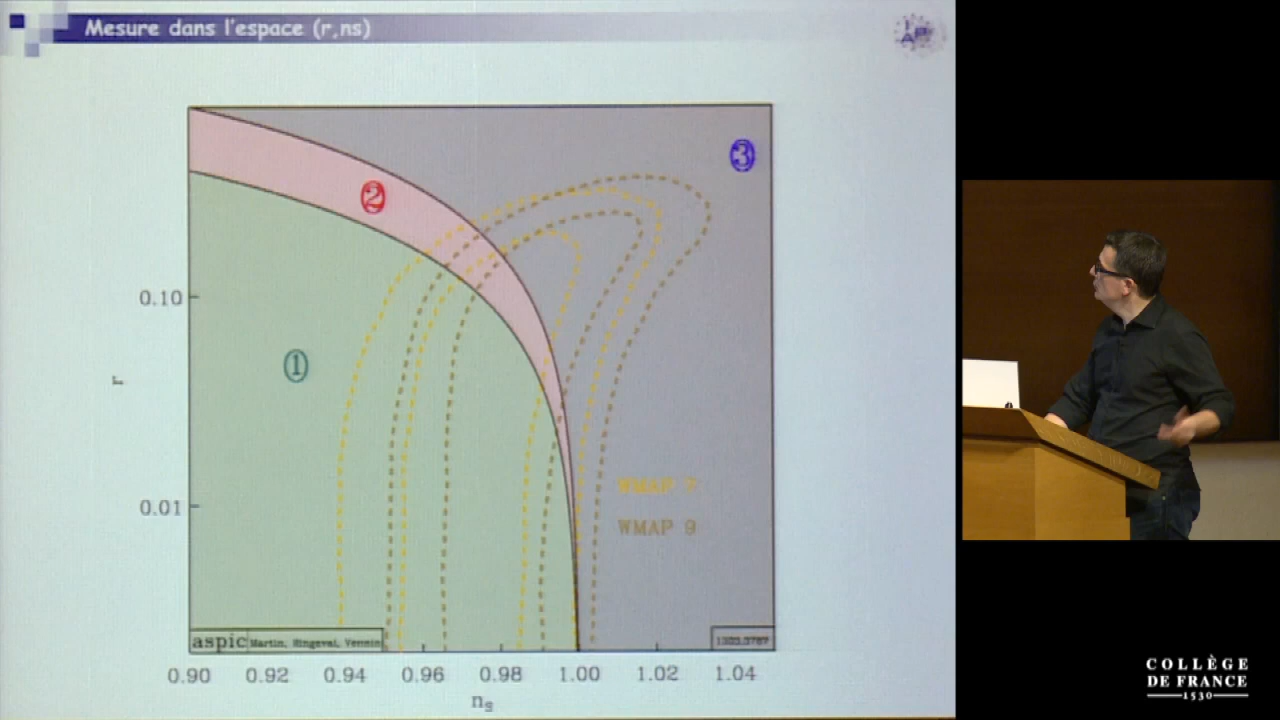 Mesure dans l'espace (r,ns)
③
②
0.10
①
r
WMAP 7
0.01
WMAP 9
aspic Martin, Ringeval, Vennin
1303.3787
0.90 0.92 0.94 0.96 0.98 1.00 1.02 1.04
ns
COLLÈGE
DE FRANCE
1530